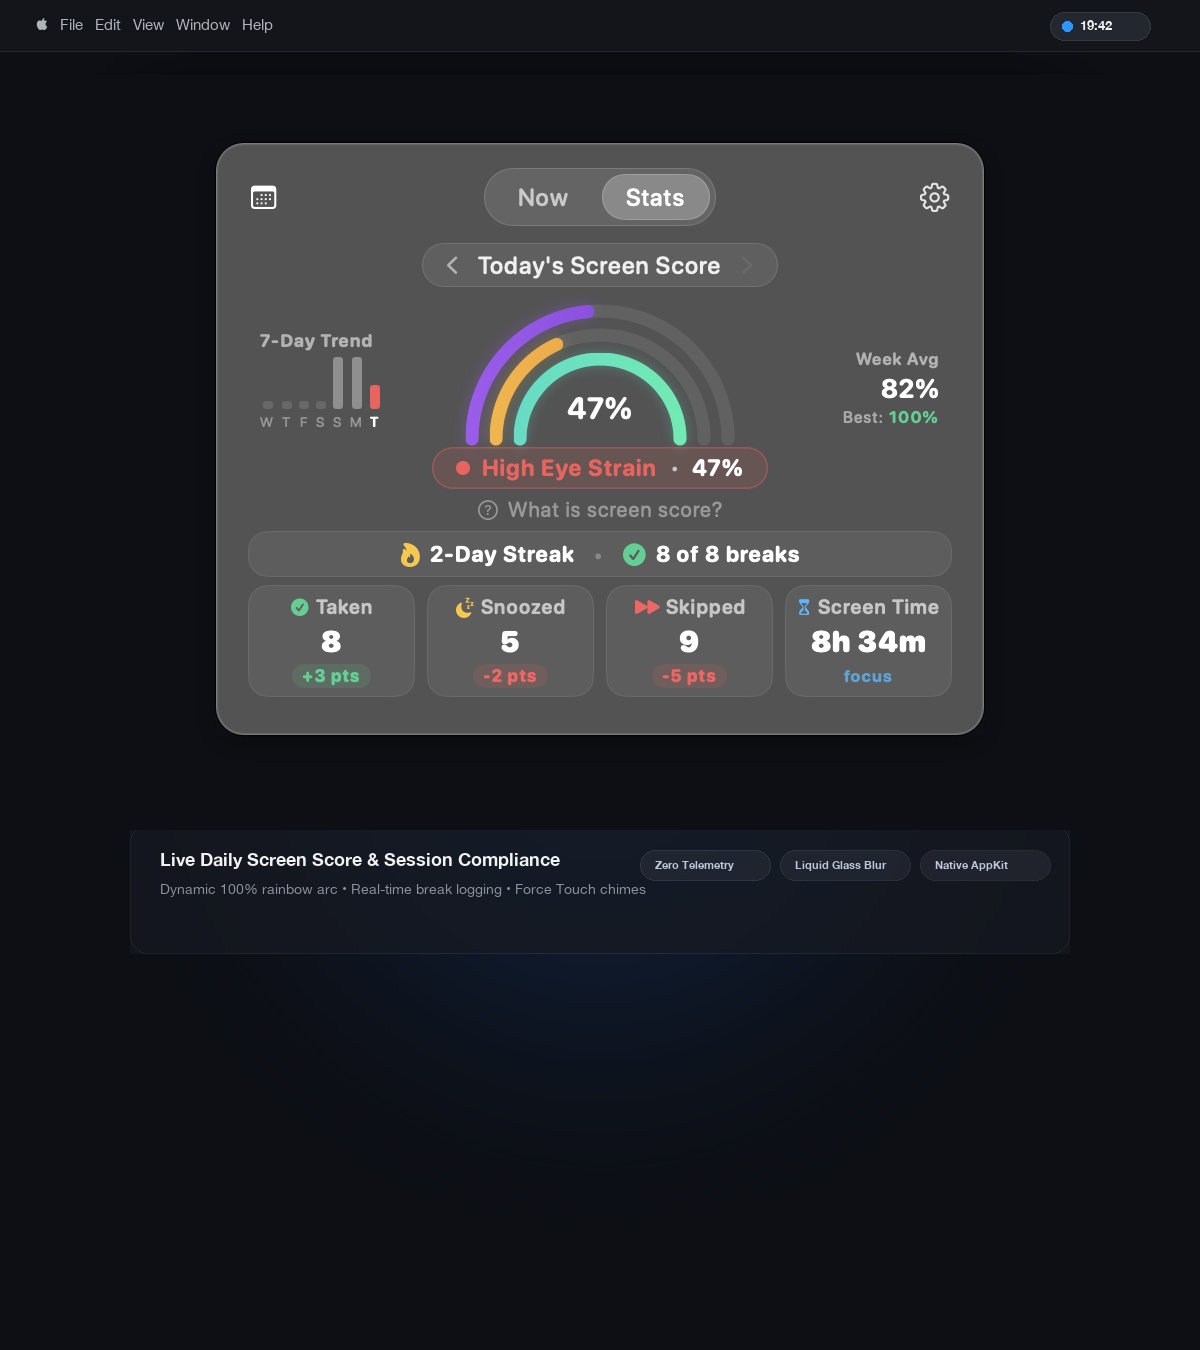 File Edit View Window Help
19:42
Now Stats
Today's Screen Score
7-Day Trend
W T F S S M T
47%
Week Avg
82%
Best: 100%
High Eye Strain · 47%
? What is screen score?
2-Day Streak • 8 of 8 breaks
Taken
8
+3 pts
Snoozed
5
-2 pts
Skipped
9
-5 pts
Screen Time
8h 34m
focus
Live Daily Screen Score & Session Compliance
Dynamic 100% rainbow arc • Real-time break logging • Force Touch chimes
Zero Telemetry
Liquid Glass Blur
Native AppKit